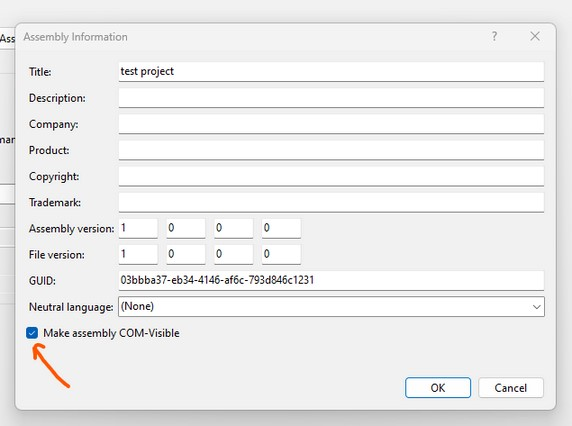 Ass
Assembly Information
Title: test project
Description:
Company:
mar
Product:
Copyright:
Trademark:
Assembly version: 1 0 0 0
File version: 1 0 0 0
GUID: 03bbba37-eb34-4146-af6c-793d846c1231
Neutral language: (None)
Make assembly COM-Visible
OK Cancel